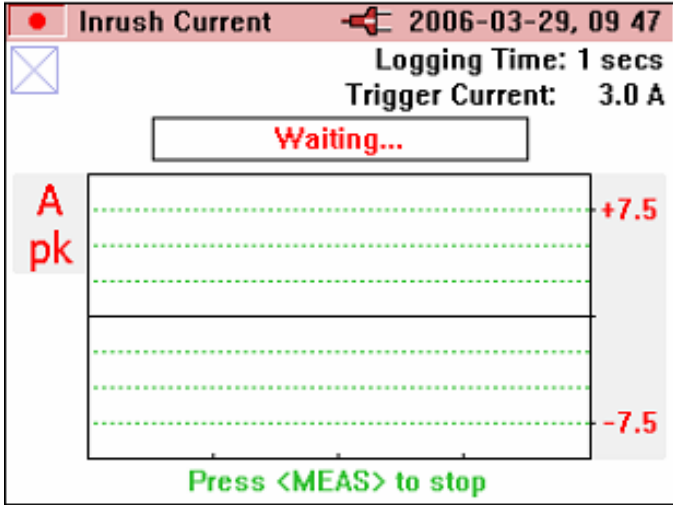 Inrush Current 2006-03-29, 09 47
Logging Time: 1 secs
Trigger Current: 3.0 A
Waiting...
A
pk
+7.5
-7.5
Press <MEAS> to stop